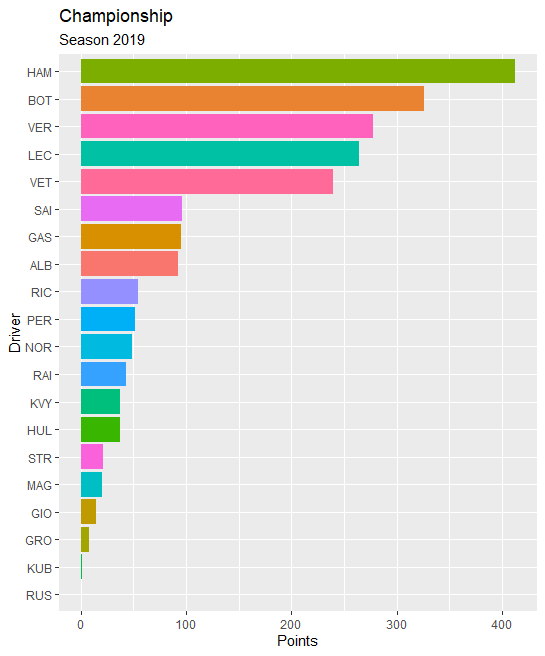 Championship
Season 2019
HAM
BOT
VER
LEC
VET
SAI
GAS
ALB
RIC
PER
NOR
RAI
KVY
HUL
STR
MAG
GIO
GRO
KUB
RUS
Driver
0 100 200 300 400
Points